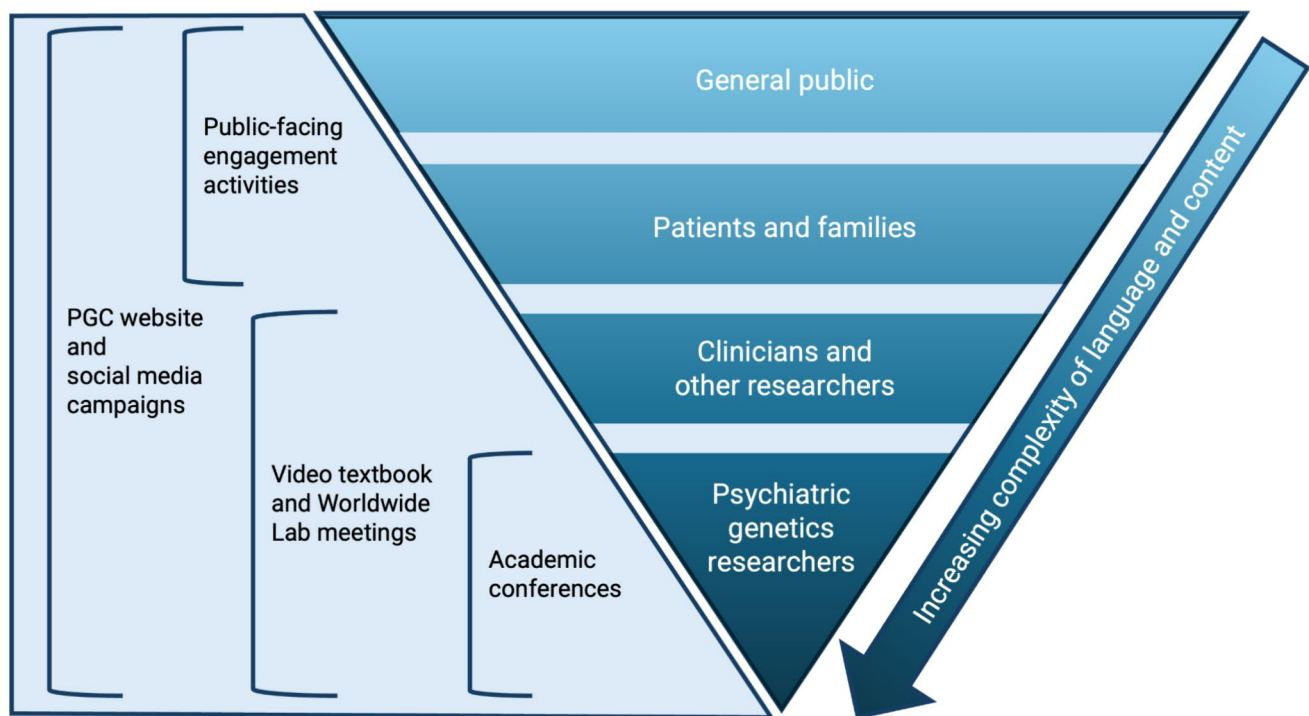 General public
Public-facing
engagement
activities
Patients and families
PGC website
and
social media
campaigns
Clinicians and
other researchers
Video textbook
and Worldwide
Lab meetings
Psychiatric
genetics
researchers
Academic
conferences
Increasing complexity of language and content